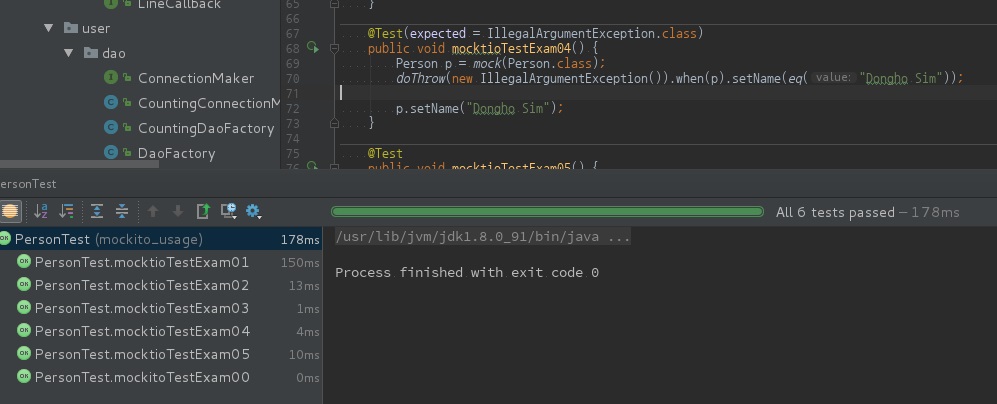 LineCallback
user
dao
ConnectionMaker
CountingConnectionM
CountingDaoFactory
DaoFactory
65 }
66
67 @Test(expected = IllegalArgumentException.class)
68 public void mocktioTestExam04() {
69 Person p = mock(Person.class);
70 doThrow(new IllegalArgumentException()).when(p).setName(eq( value: "Dongho Sim"));
71
72 p.setName("Dongho Sim");
73 }
74
75 @Test
76 public void mocktioTestExam05() {
ersonTest
All 6 tests passed – 178ms
PersonTest (mockito_usage) 178ms
PersonTest.mocktioTestExam01 150ms
PersonTest.mocktioTestExam02 13ms
PersonTest.mocktioTestExam03 1ms
PersonTest.mocktioTestExam04 4ms
PersonTest.mocktioTestExam05 10ms
PersonTest.mockitoTestExam00 0ms
/usr/lib/jvm/jdk1.8.0_91/bin/java ...
Process finished with exit code 0